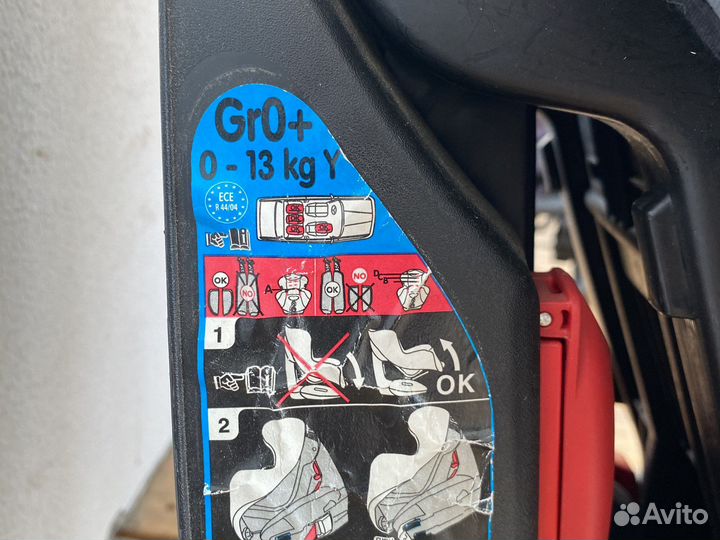 Gr0+
0 - 13 kg Y
ECE
R 44/04
OK
NO
A
OK
NO
D
1
OK
2
Avito